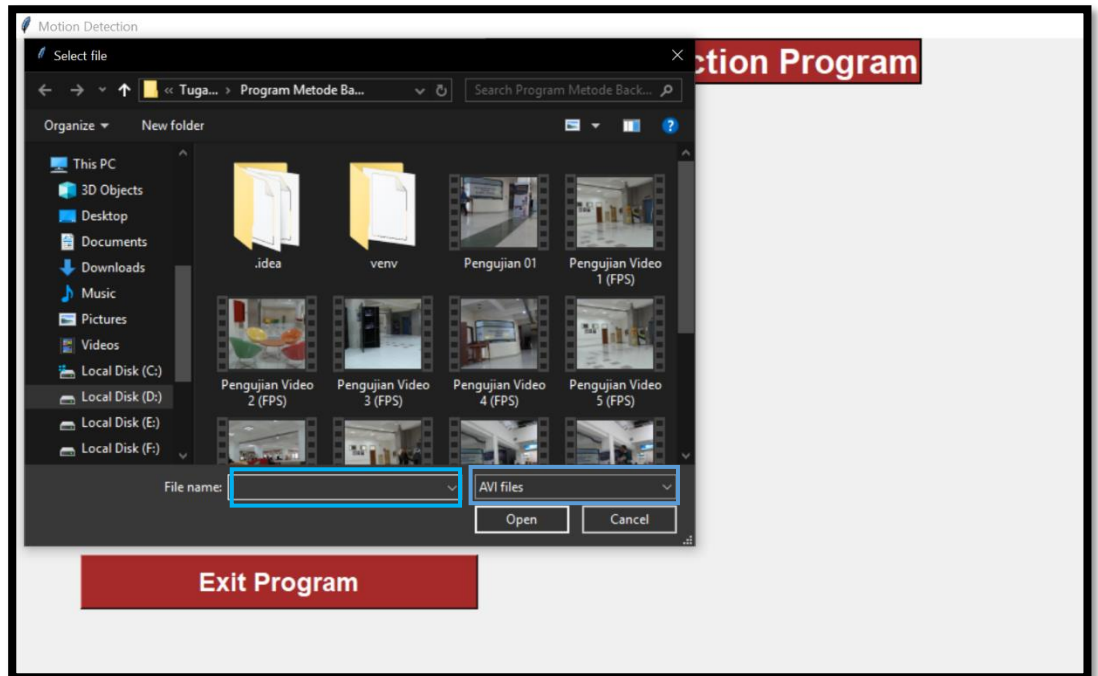 Motion Detection
ction Program
Select file
« Tuga... › Program Metode Ba...
Search Program Metode Back...
Organize
New folder
This PC
3D Objects
Desktop
Documents
Downloads
Music
Pictures
Videos
Local Disk (C:)
Local Disk (D:)
Local Disk (E:)
Local Disk (F:)
.idea
venv
Pengujian 01
Pengujian Video
1 (FPS)
Pengujian Video
2 (FPS)
Pengujian Video
3 (FPS)
Pengujian Video
4 (FPS)
Pengujian Video
5 (FPS)
File name:
AVI files
Open
Cancel
Exit Program